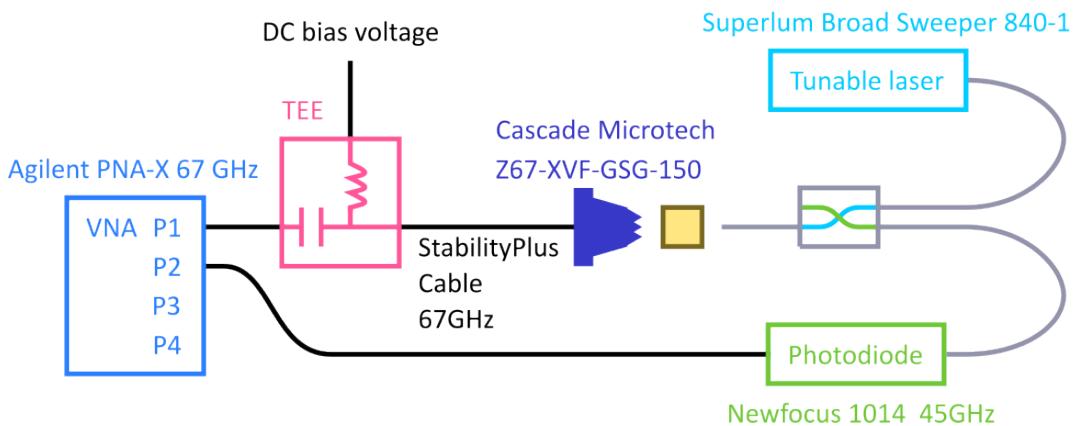 Superlum Broad Sweeper 840-1
DC bias voltage
Tunable laser
TEE
Cascade Microtech
Z67-XVF-GSG-150
Agilent PNA-X 67 GHz
VNA P1
P2
P3
P4
StabilityPlus
Cable
67GHz
Photodiode
Newfocus 1014 45GHz